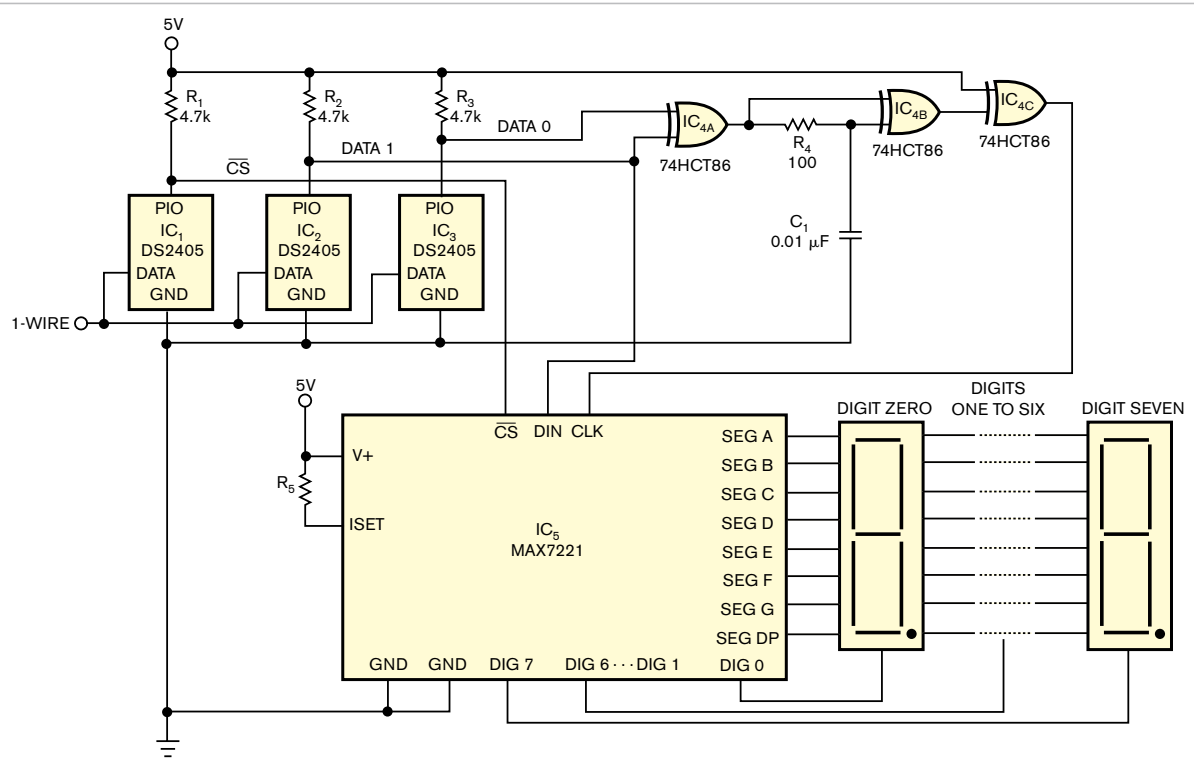 5V
R1
4.7k
R2
4.7k
R3
4.7k
DATA 0
DATA 1
CS
IC4A
74HCT86
R4
100
IC4B
74HCT86
IC4C
74HCT86
C1
0.01 µF
PIO
IC1
DS2405
DATA
GND
PIO
IC2
DS2405
DATA
GND
PIO
IC3
DS2405
DATA
GND
1-WIRE
5V
R5
V+
ISET
CS DIN CLK
IC5
MAX7221
SEG A
SEG B
SEG C
SEG D
SEG E
SEG F
SEG G
SEG DP
GND GND DIG 7 DIG 6···DIG 1 DIG 0
DIGIT ZERO
DIGITS
ONE TO SIX
DIGIT SEVEN